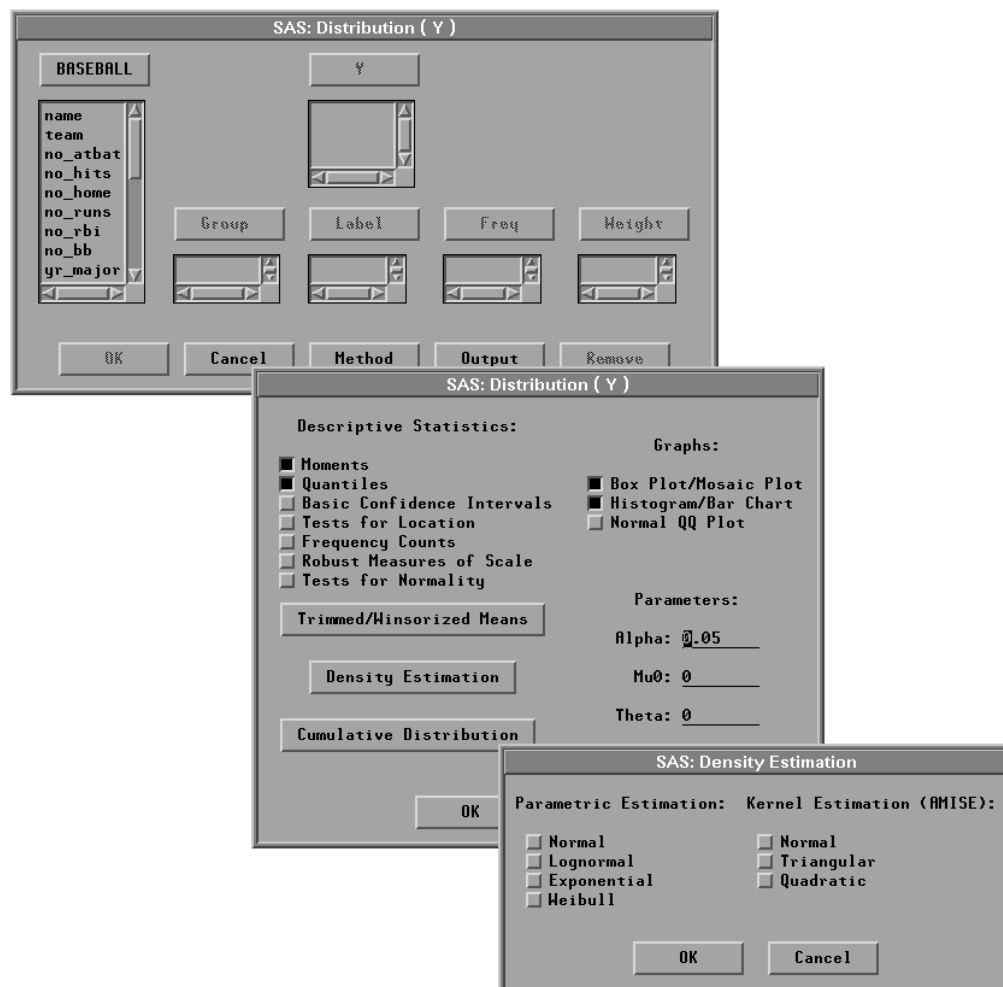 SAS: Distribution ( Y )
BASEBALL
Y
name
team
no_atbat
no_hits
no_home
no_runs
no_rbi
no_bb
yr_major
Group
Label
Freq
Weight
OK
Cancel
Method
Output
Remove
SAS: Distribution ( Y )
Descriptive Statistics:
Moments
Quantiles
Basic Confidence Intervals
Tests for Location
Frequency Counts
Robust Measures of Scale
Tests for Normality
Trimmed/Winsorized Means
Density Estimation
Cumulative Distribution
Graphs:
Box Plot/Mosaic Plot
Histogram/Bar Chart
Normal QQ Plot
Parameters:
Alpha: 0.05
Mu0: 0
Theta: 0
OK
SAS: Density Estimation
Parametric Estimation:
Normal
Lognormal
Exponential
Weibull
Kernel Estimation (AMISE):
Normal
Triangular
Quadratic
OK
Cancel